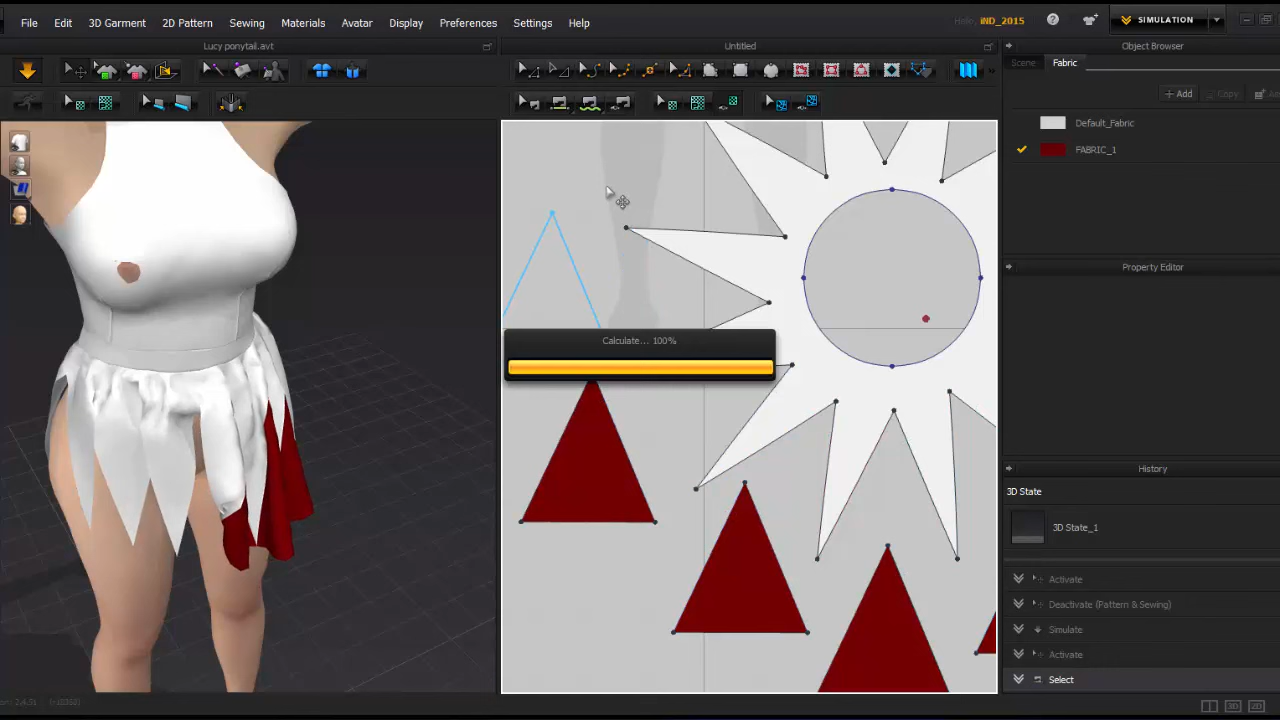 File Edit 3D Garment 2D Pattern Sewing Materials Avatar Display Preferences Settings Help
Hello, iND_2015
SIMULATION
Lucy ponytail.avt
Untitled
Object Browser
Scene Fabric
+ Add Copy
Default_Fabric
FABRIC_1
Property Editor
Calculate... 100%
History
3D State
3D State_1
Activate
Deactivate (Pattern & Sewing)
Simulate
Activate
Select
3D 2D